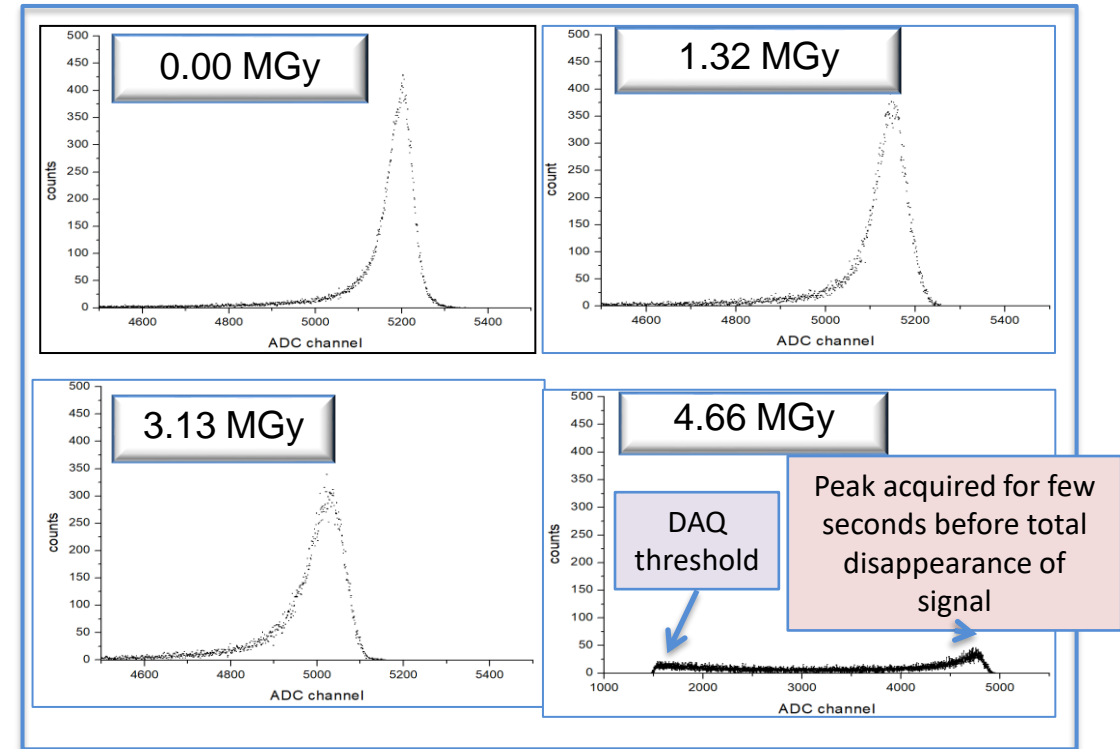 0.00 MGy
500
450
400
350
300
250
200
150
100
50
0
counts
4600 4800 5000 5200 5400
ADC channel
1.32 MGy
500
450
400
350
300
250
200
150
100
50
0
count
4600 4800 5000 5200 5400
ADC channel
3.13 MGy
500
450
400
350
300
250
200
150
100
50
0
counts
4600 4800 5000 5200 5400
ADC channel
4.66 MGy
500
450
400
350
300
250
200
150
100
50
0
counts
DAQ
threshold
Peak acquired for few
seconds before total
disappearance of
signal
1000 2000 3000 4000 5000
ADC channel